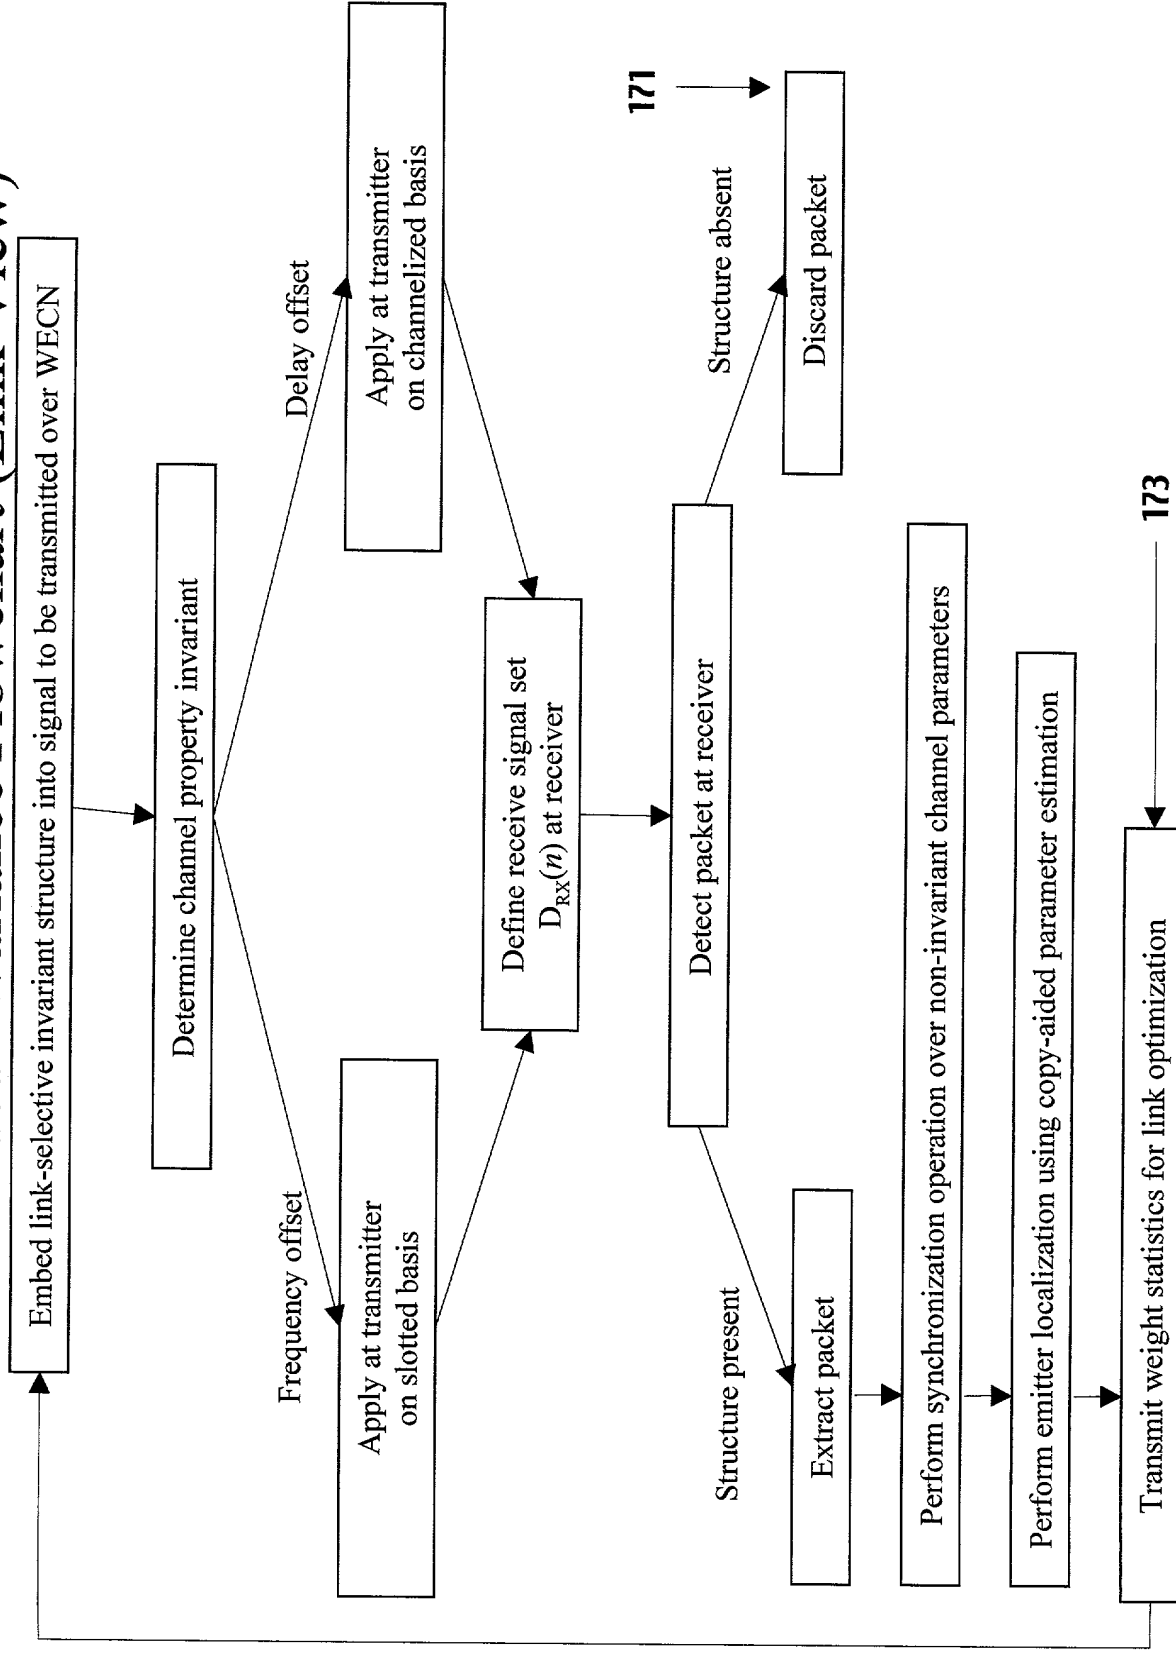 Flowchart (Link View)
Embed link-selective invariant structure into signal to be transmitted over WECN
Determine channel property invariant
Frequency offset
Delay offset
Apply at transmitter
on slotted basis
Apply at transmitter
on channelized basis
Define receive signal set
D_RX(n) at receiver
Detect packet at receiver
Structure present
Structure absent
171
Extract packet
Discard packet
Perform synchronization operation over non-invariant channel parameters
Perform emitter localization using copy-aided parameter estimation
173
Transmit weight statistics for link optimization